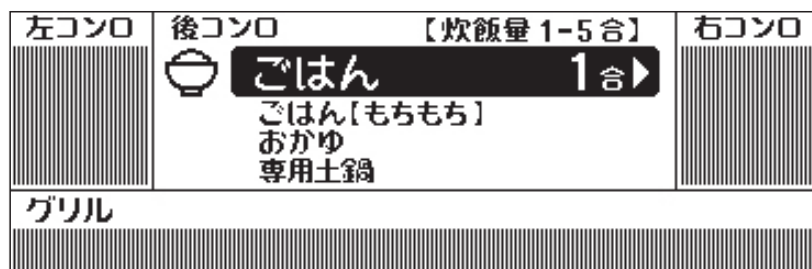 左コンロ
後コンロ 【炊飯量 1-5 合】
右コンロ
ごはん 1合
ごはん【もちもち】
おかゆ
専用土鍋
グリル